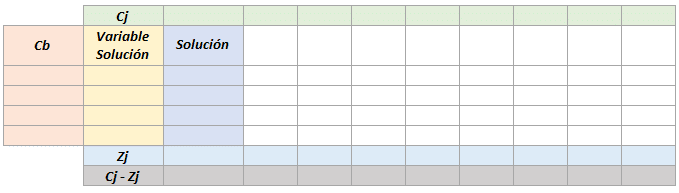 Cj
Cb
Variable
Solución
Solución
Zj
Cj - Zj